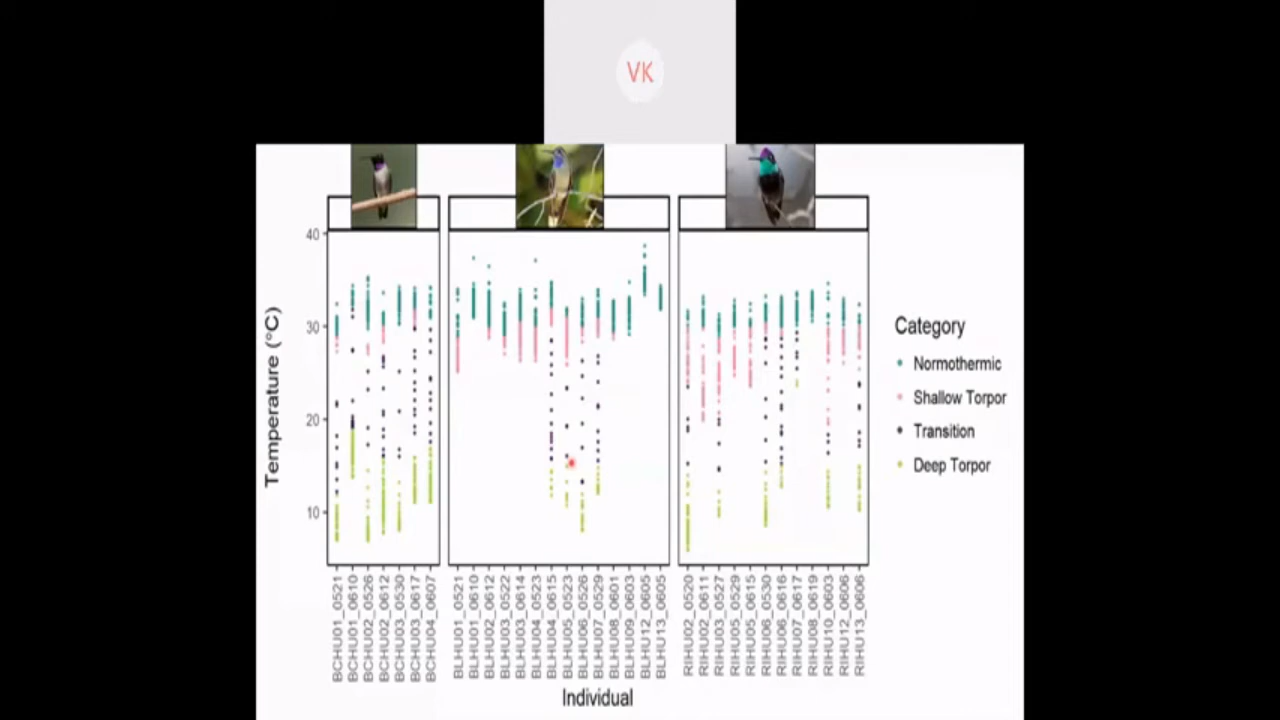 VK
40
30
20
10
Temperature (°C)
BCHU01_0521
BCHU01_0610
BCHU02_0526
BCHU02_0612
BCHU03_0530
BCHU03_0617
BCHU04_0607
BLHU01_0521
BLHU01_0610
BLHU02_0612
BLHU03_0522
BLHU03_0614
BLHU04_0523
BLHU04_0615
BLHU05_0523
BLHU06_0526
BLHU07_0529
BLHU08_0601
BLHU09_0603
BLHU12_0605
BLHU13_0605
RIHU02_0520
RIHU02_0611
RIHU03_0527
RIHU05_0529
RIHU05_0615
RIHU06_0530
RIHU06_0616
RIHU07_0617
RIHU08_0619
RIHU10_0603
RIHU12_0606
RIHU13_0606
Individual
Category
Normothermic
Shallow Torpor
Transition
Deep Torpor